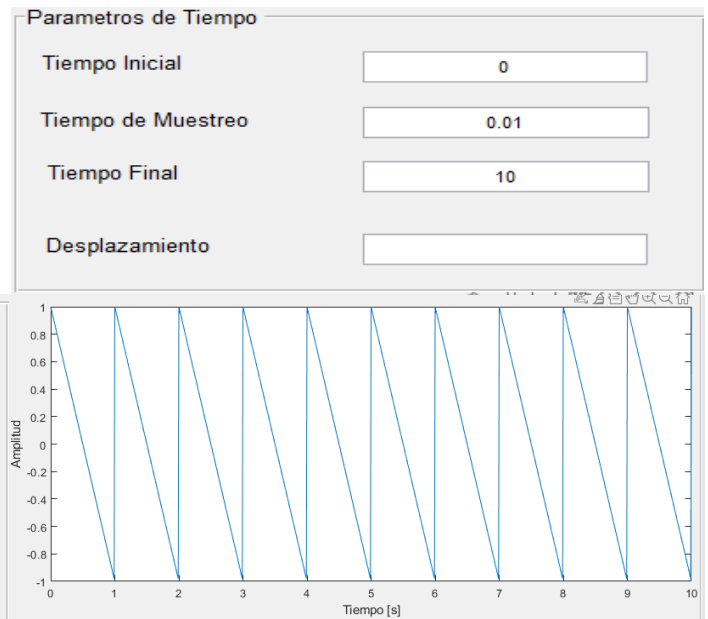 Parametros de Tiempo
Tiempo Inicial 0
Tiempo de Muestreo 0.01
Tiempo Final 10
Desplazamiento
1
0.8
0.6
0.4
0.2
0
-0.2
-0.4
-0.6
-0.8
-1
Amplitud
0 1 2 3 4 5 6 7 8 9 10
Tiempo [s]